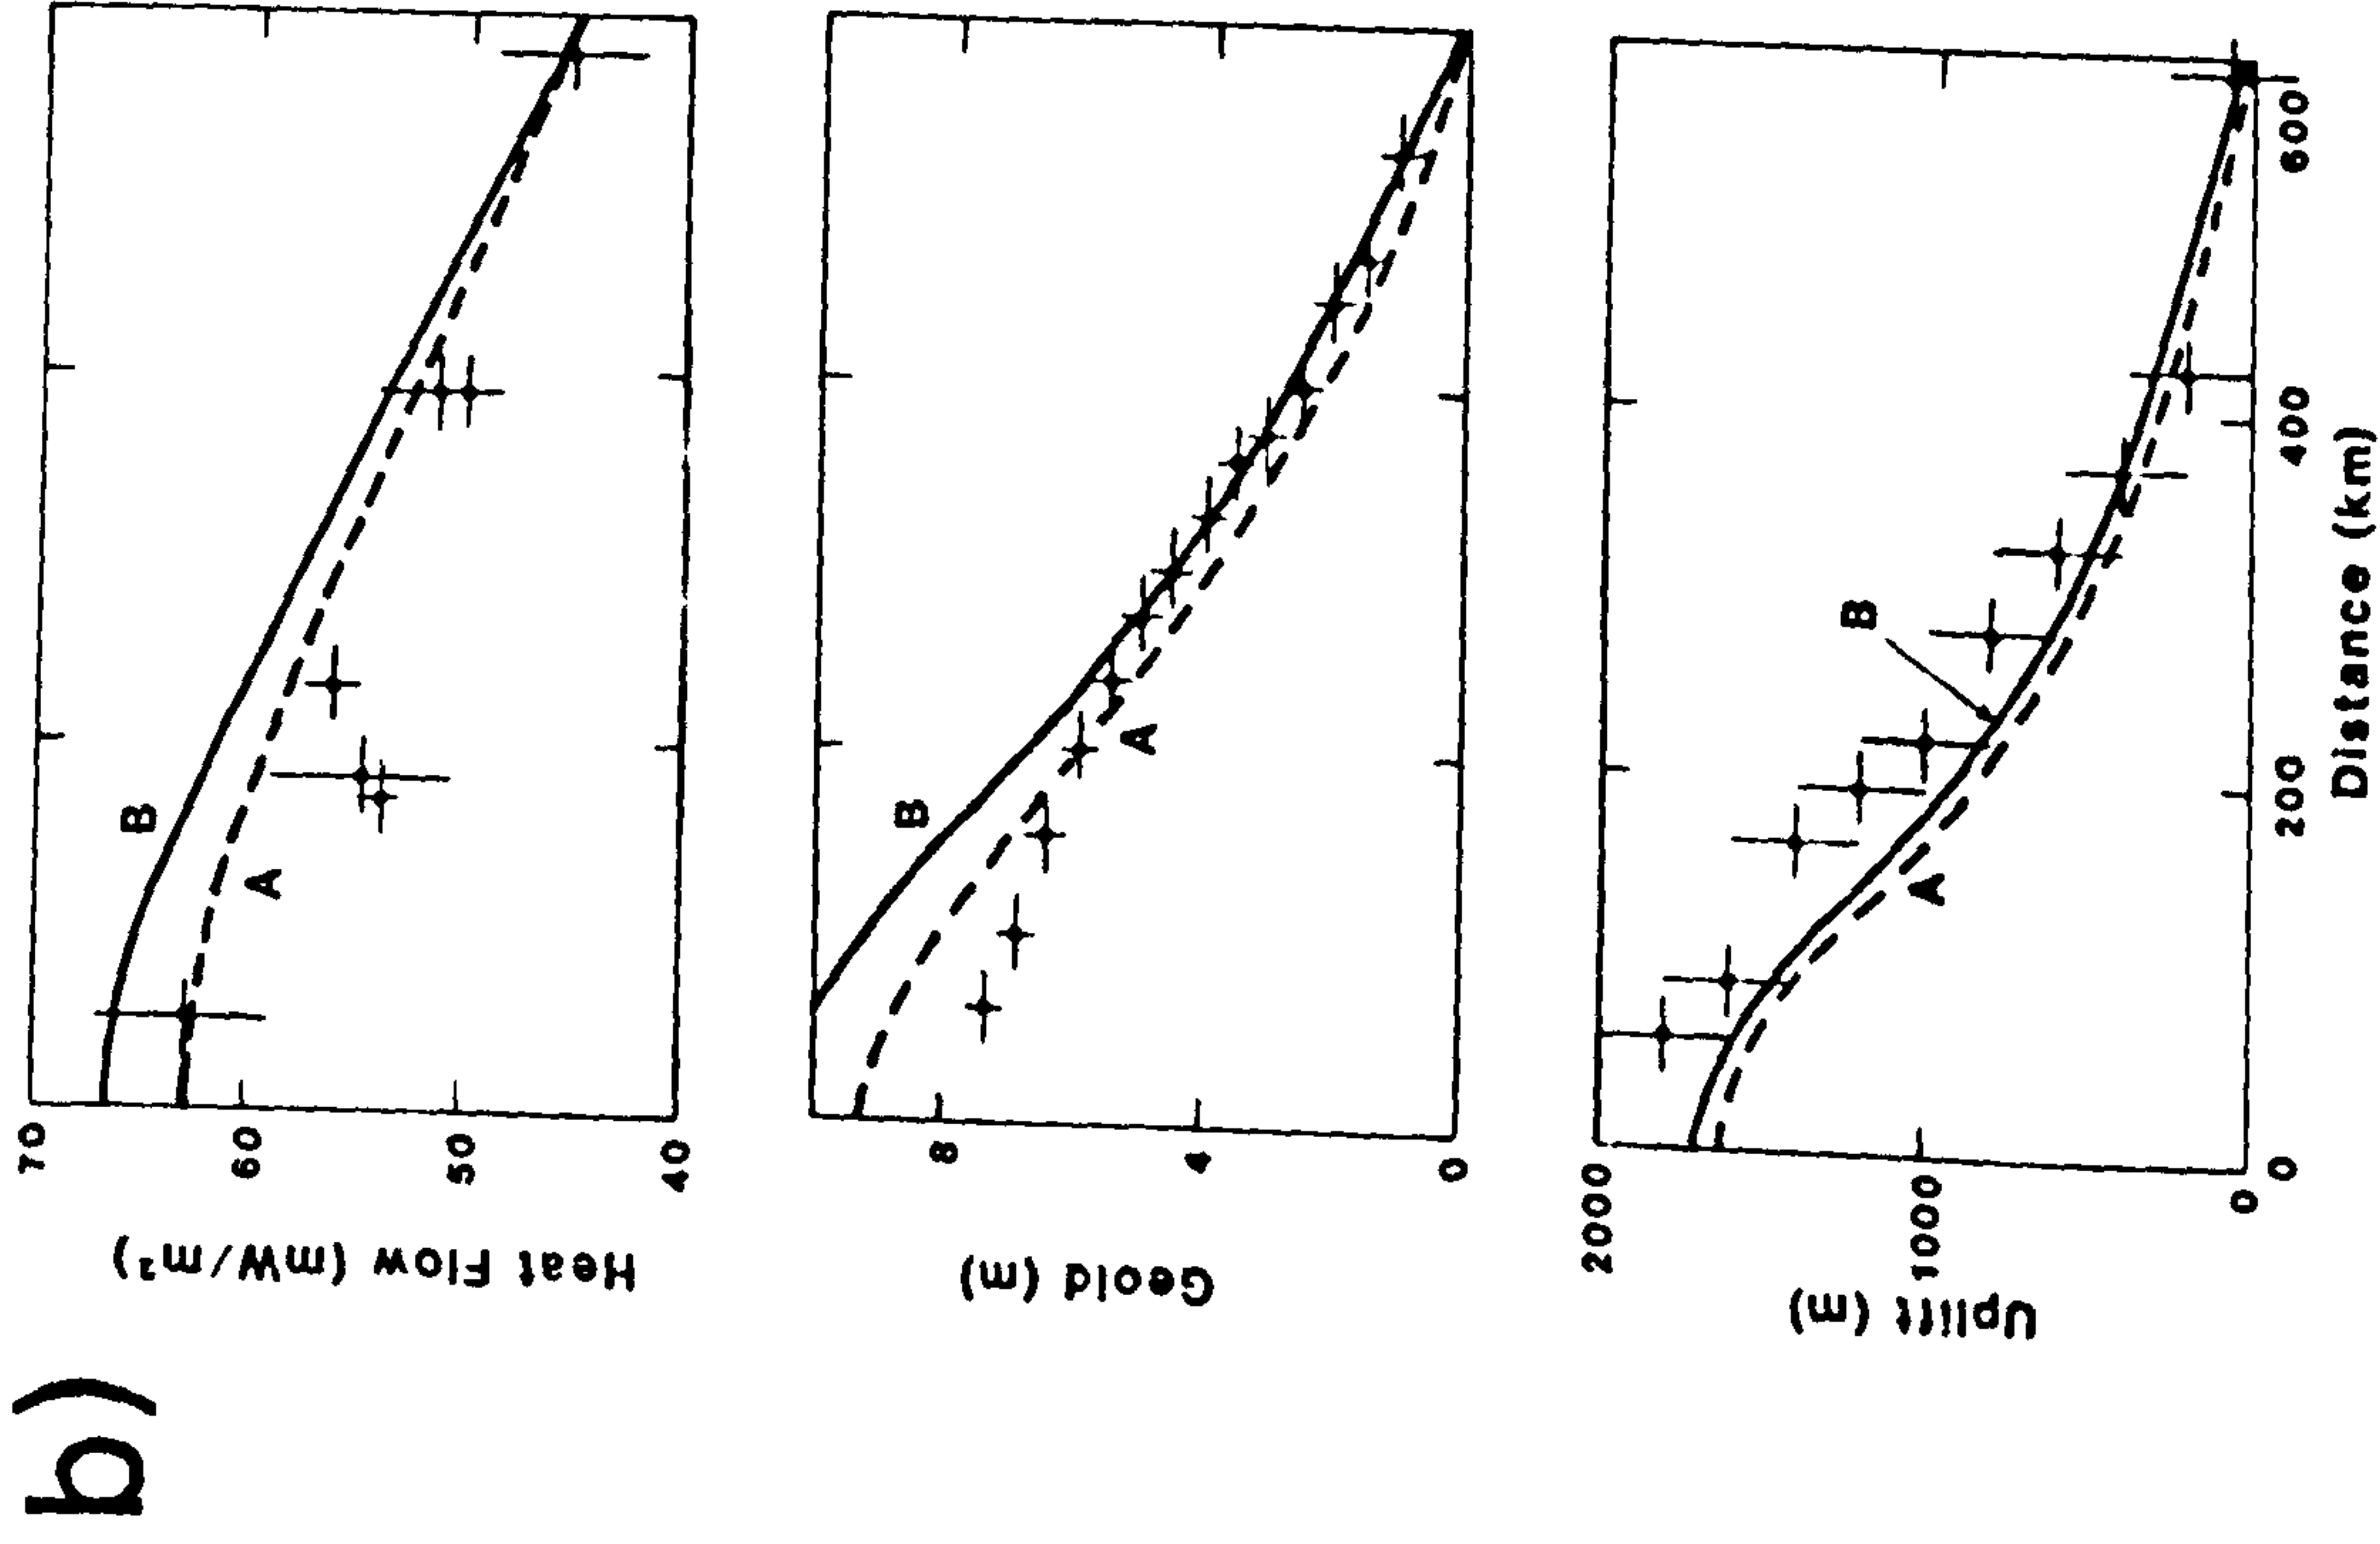 b)
Heat Flow (mW/m²)
70
60
50
40
B
A
Geoid (m)
8
4
0
B
A
Uplift (m)
2000
1000
0
B
A
0
200
400
600
Distance (km)